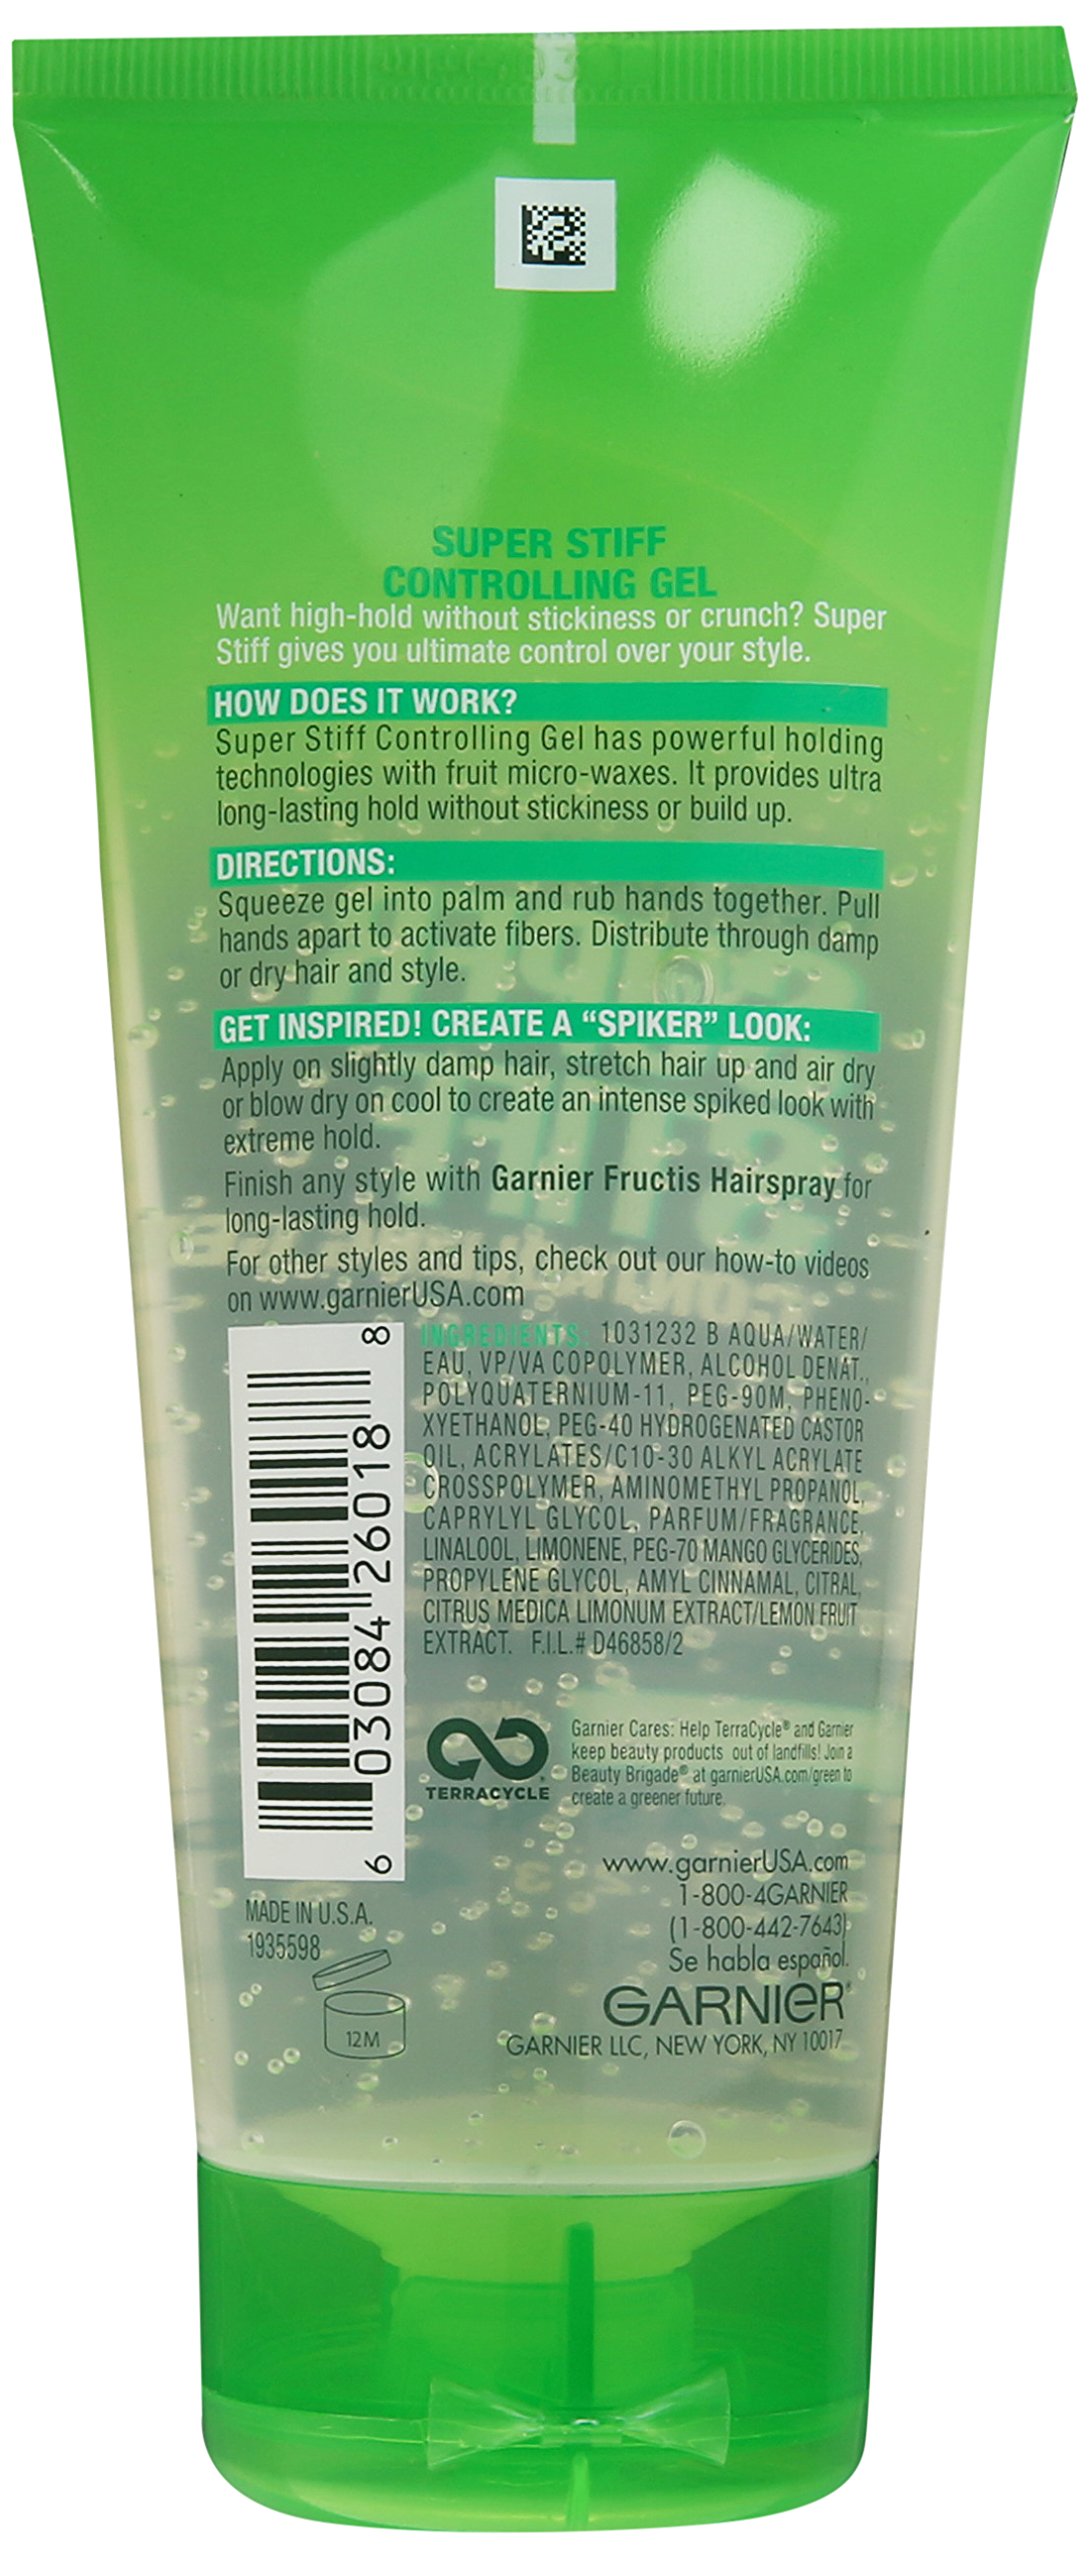 SUPER STIFF
CONTROLLING GEL
Want high-hold without stickiness or crunch? Super
Stiff gives you ultimate control over your style.
HOW DOES IT WORK?
Super Stiff Controlling Gel has powerful holding
technologies with fruit micro-waxes. It provides ultra
long-lasting hold without stickiness or build up.
DIRECTIONS:
Squeeze gel into palm and rub hands together. Pull
hands apart to activate fibers. Distribute through damp
or dry hair and style.
GET INSPIRED! CREATE A “SPIKER” LOOK:
Apply on slightly damp hair, stretch hair up and air dry
or blow dry on cool to create an intense spiked look with
extreme hold.
Finish any style with Garnier Fructis Hairspray for
long-lasting hold.
For other styles and tips, check out our how-to videos
on www.garnierUSA.com
INGREDIENTS: 1031232 B AQUA/WATER/
EAU, VP/VA COPOLYMER, ALCOHOL DENAT.,
POLYQUATERNIUM-11, PEG-90M, PHENO-
XYETHANOL, PEG-40 HYDROGENATED CASTOR
OIL, ACRYLATES/C10-30 ALKYL ACRYLATE
CROSSPOLYMER, AMINOMETHYL PROPANOL,
CAPRYLYL GLYCOL, PARFUM/FRAGRANCE,
LINALOOL, LIMONENE, PEG-70 MANGO GLYCERIDES,
PROPYLENE GLYCOL, AMYL CINNAMAL, CITRAL,
CITRUS MEDICA LIMONUM EXTRACT/LEMON FRUIT
EXTRACT. F.I.L.# D46858/2
6 03084 26018 8
TERRACYCLE
Garnier Cares: Help TerraCycle® and Garnier
keep beauty products out of landfills! Join a
Beauty Brigade® at garnierUSA.com/green to
create a greener future.
www.garnierUSA.com
1-800-4GARNIER
(1-800-442-7643)
Se habla español.
GARNIER
GARNIER LLC, NEW YORK, NY 10017
MADE IN U.S.A.
1935598
12M